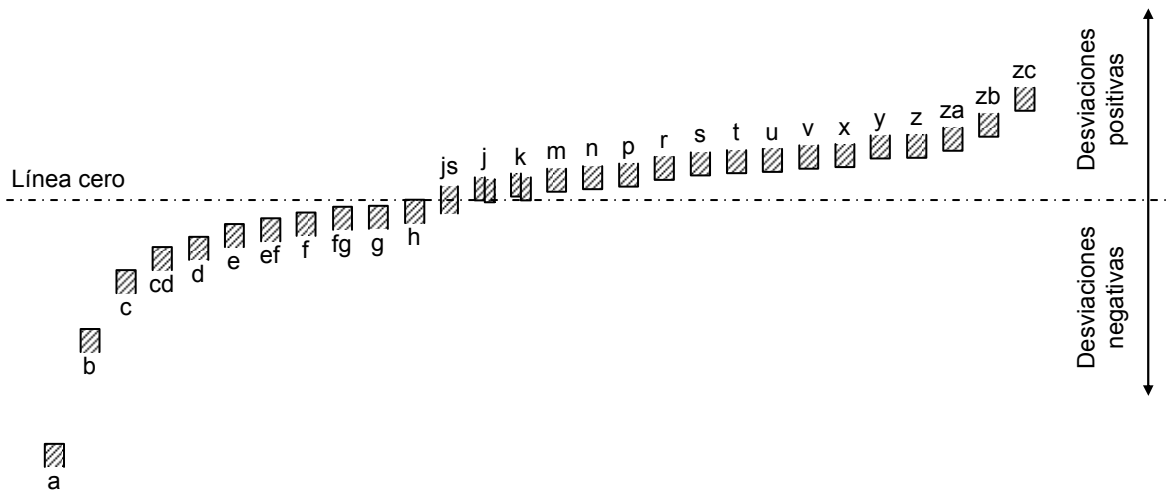 Línea cero
a
b
c
cd
d
e
ef
f
fg
g
h
js
j
k
m
n
p
r
s
t
u
v
x
y
z
za
zb
zc
Desviaciones
positivas
Desviaciones
negativas